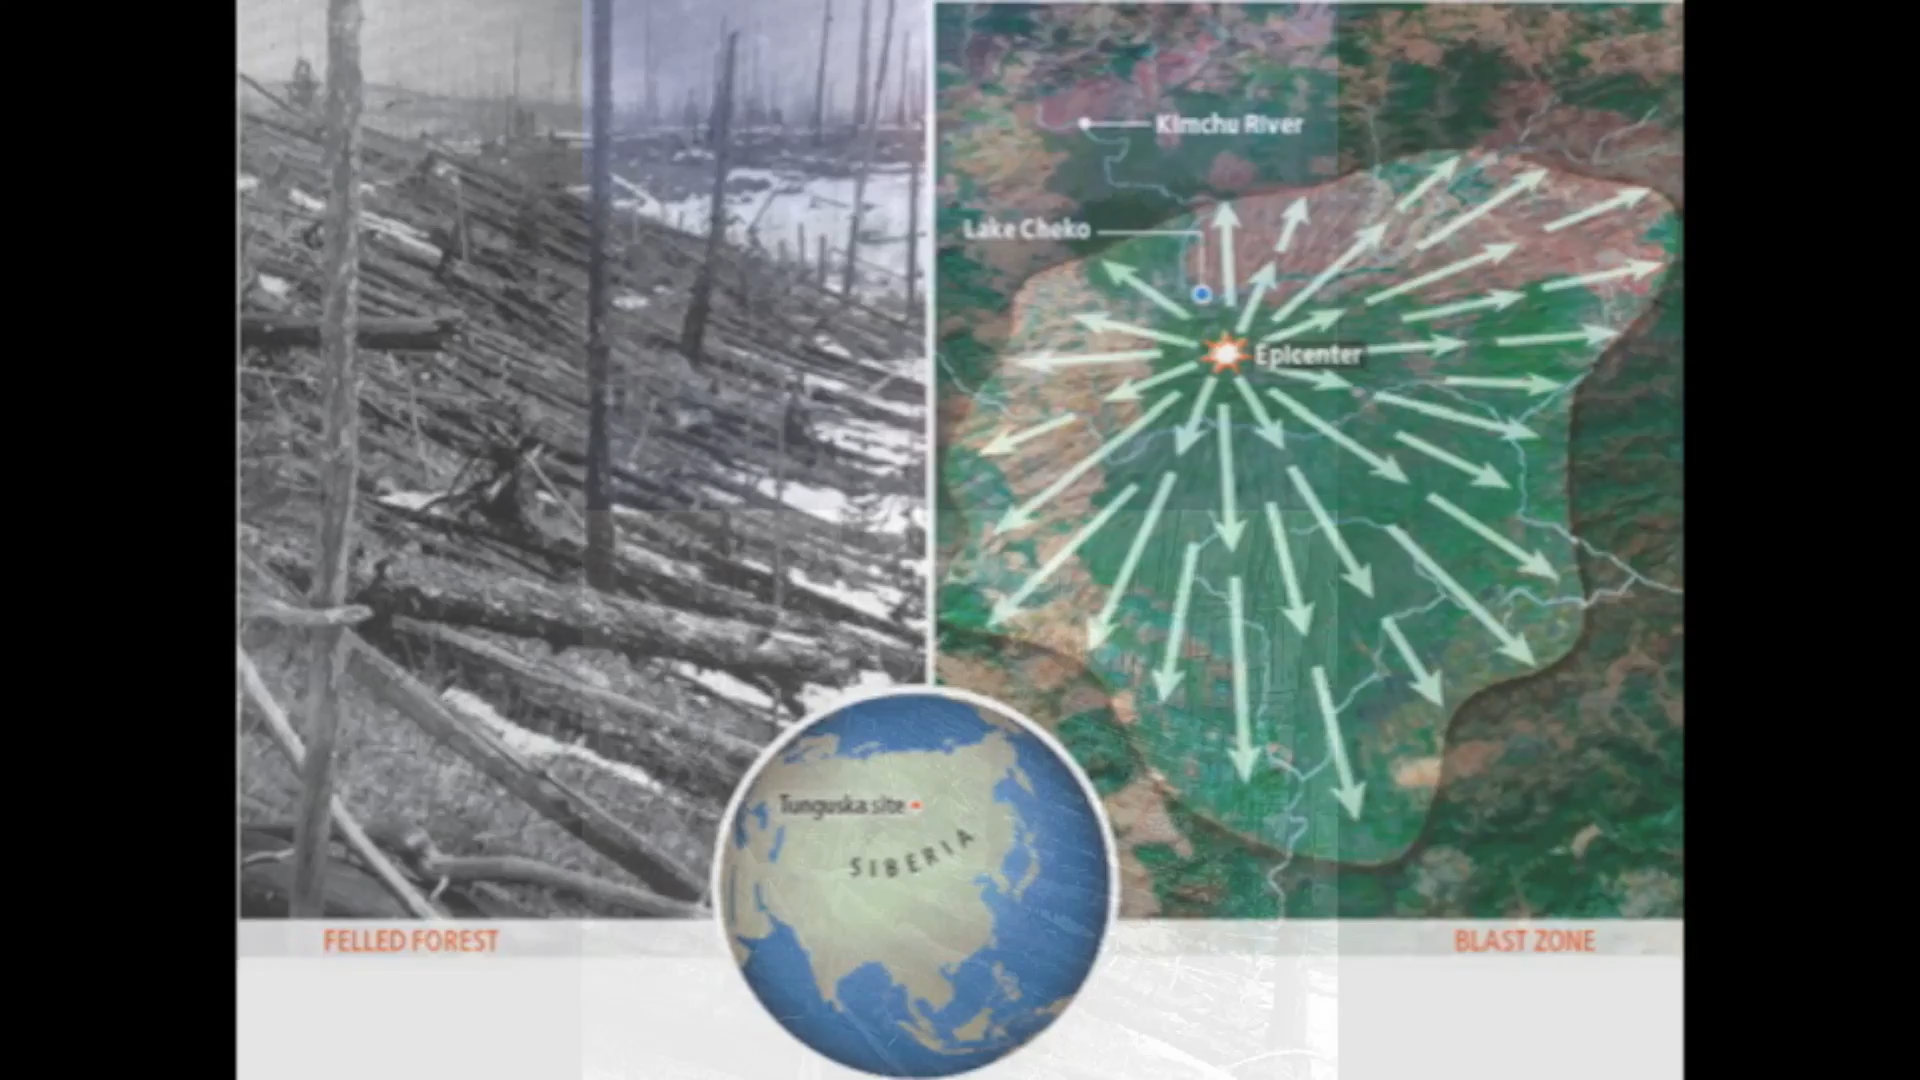 Kimchu River
Lake Cheko
Epicenter
Tunguska site
SIBERIA
FELLED FOREST
BLAST ZONE